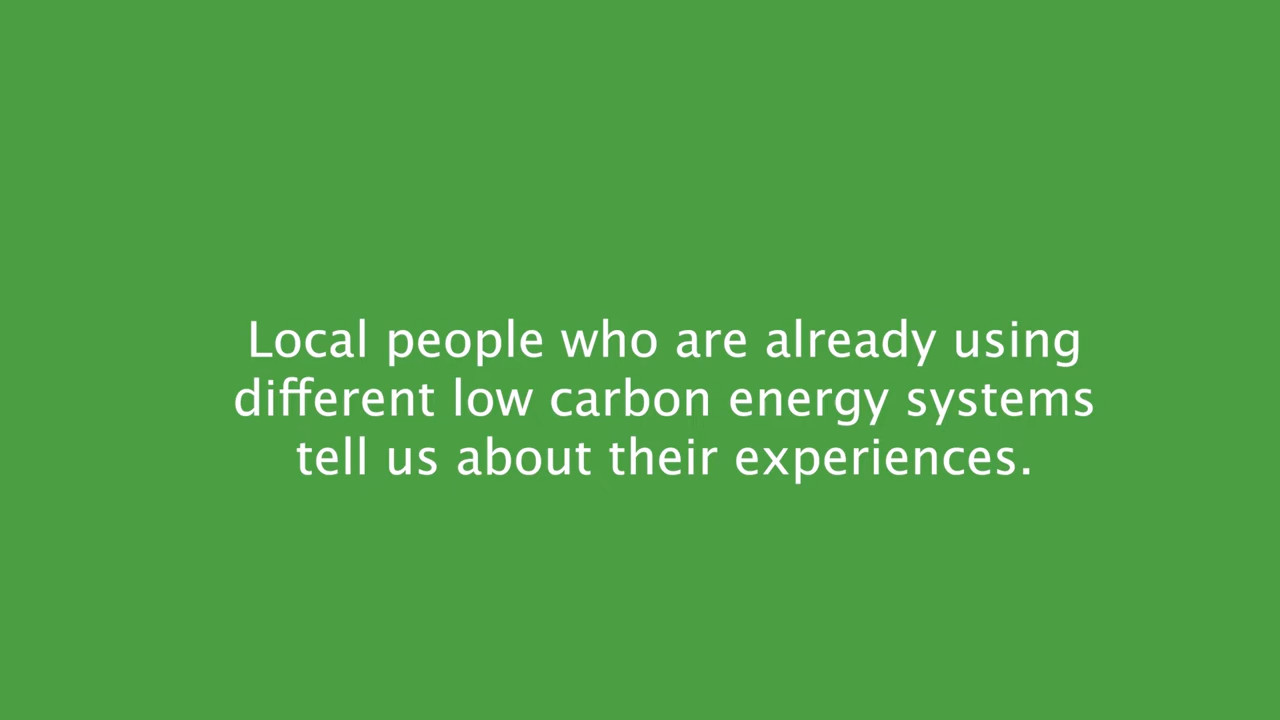 Local people who are already using
different low carbon energy systems
tell us about their experiences.